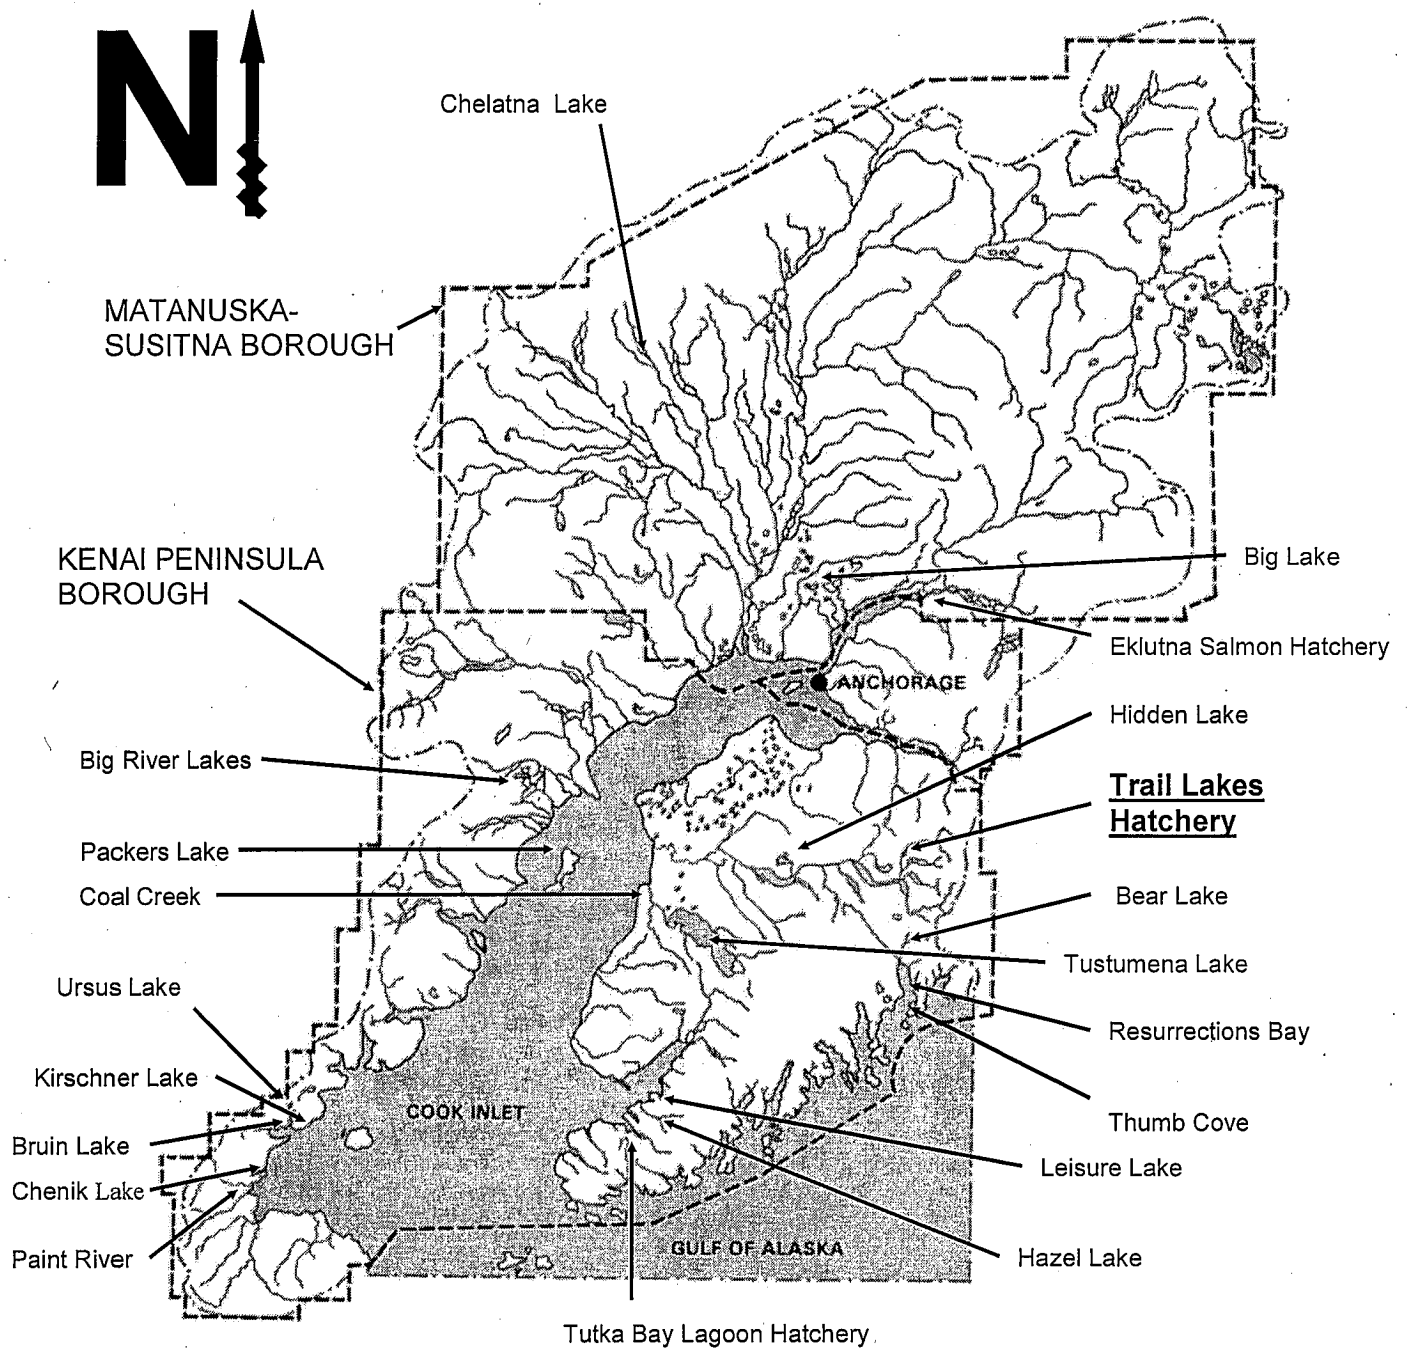 N
Chelatna Lake
MATANUSKA-
SUSITNA BOROUGH
KENAI PENINSULA
BOROUGH
Big Lake
Eklutna Salmon Hatchery
ANCHORAGE
Hidden Lake
Big River Lakes
Trail Lakes
Hatchery
Packers Lake
Coal Creek
Bear Lake
Tustumena Lake
Ursus Lake
Resurrections Bay
Kirschner Lake
COOK INLET
Thumb Cove
Bruin Lake
Leisure Lake
Chenik Lake
Paint River
GULF OF ALASKA
Hazel Lake
Tutka Bay Lagoon Hatchery